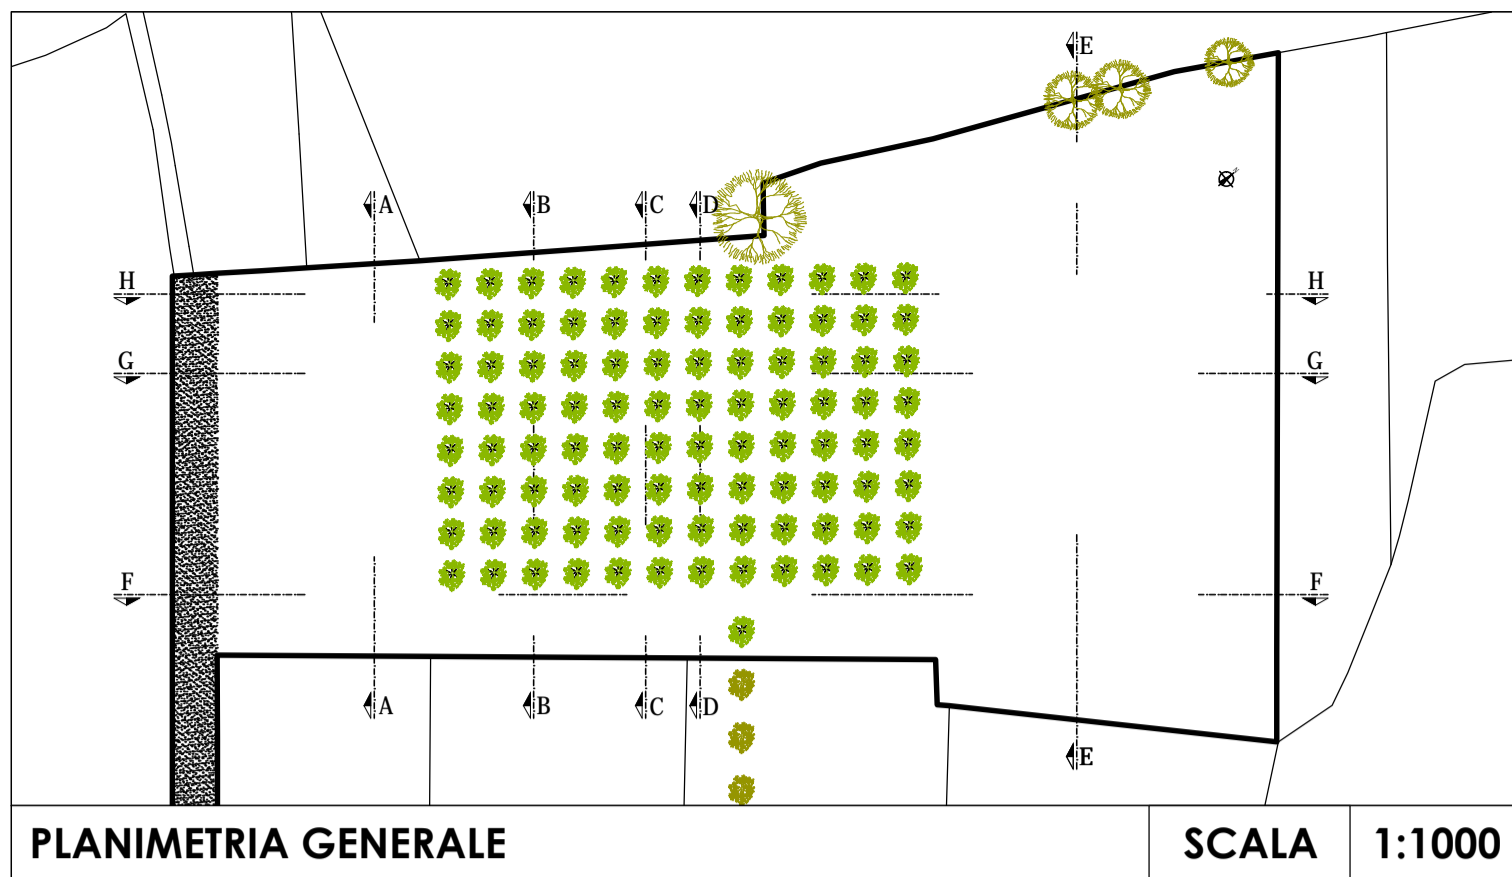 E
A B C D
H H
G G
F F
A B C D
E
PLANIMETRIA GENERALE SCALA 1:1000